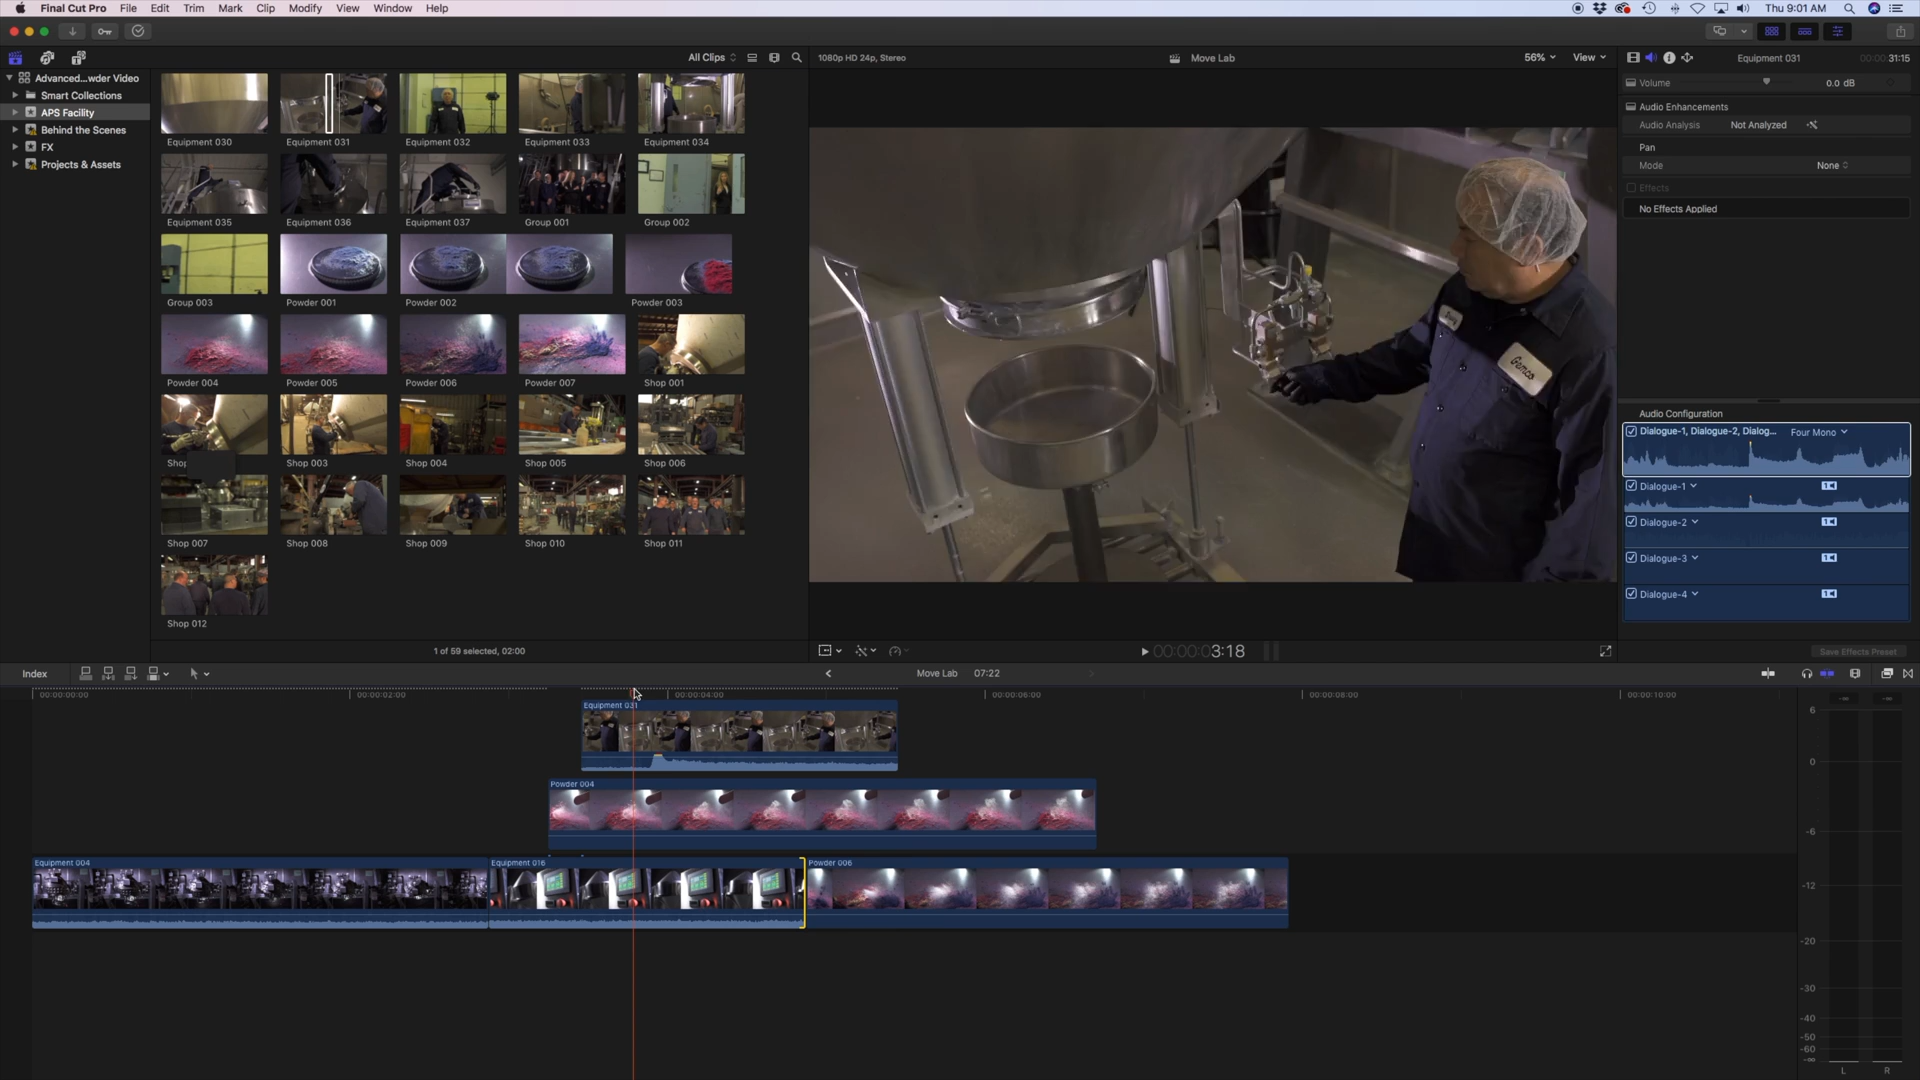 Final Cut Pro File Edit Trim Mark Clip Modify View Window Help Thu 9:01 AM
All Clips 1080p HD 24p, Stereo Move Lab 56% View Equipment 031 00:00:00:31:15
Advanced...wder Video
Smart Collections
APS Facility
Behind the Scenes
FX
Projects & Assets
Equipment 030 Equipment 031 Equipment 032 Equipment 033 Equipment 034
Equipment 035 Equipment 036 Equipment 037 Group 001 Group 002
Group 003 Powder 001 Powder 002 Powder 003
Powder 004 Powder 005 Powder 006 Powder 007 Shop 001
Shop 003 Shop 004 Shop 005 Shop 006
Shop 007 Shop 008 Shop 009 Shop 010 Shop 011
Shop 012
1 of 59 selected, 02:00
Gemco
00:00:00:03:18
Volume 0.0 dB
Audio Enhancements
Audio Analysis Not Analyzed
Pan
Mode None
Effects
No Effects Applied
Audio Configuration
Dialogue-1, Dialogue-2, Dialog... Four Mono
Dialogue-1
Dialogue-2
Dialogue-3
Dialogue-4
Save Effects Preset
Index Move Lab 07:22
00:00:00:00 00:00:02:00 00:00:04:00 00:00:06:00 00:00:08:00 00:00:10:00
Equipment 031
Powder 004
Equipment 004 Equipment 016 Powder 006
6
0
-6
-12
-20
-30
-40
-50
-60
-∞
L R